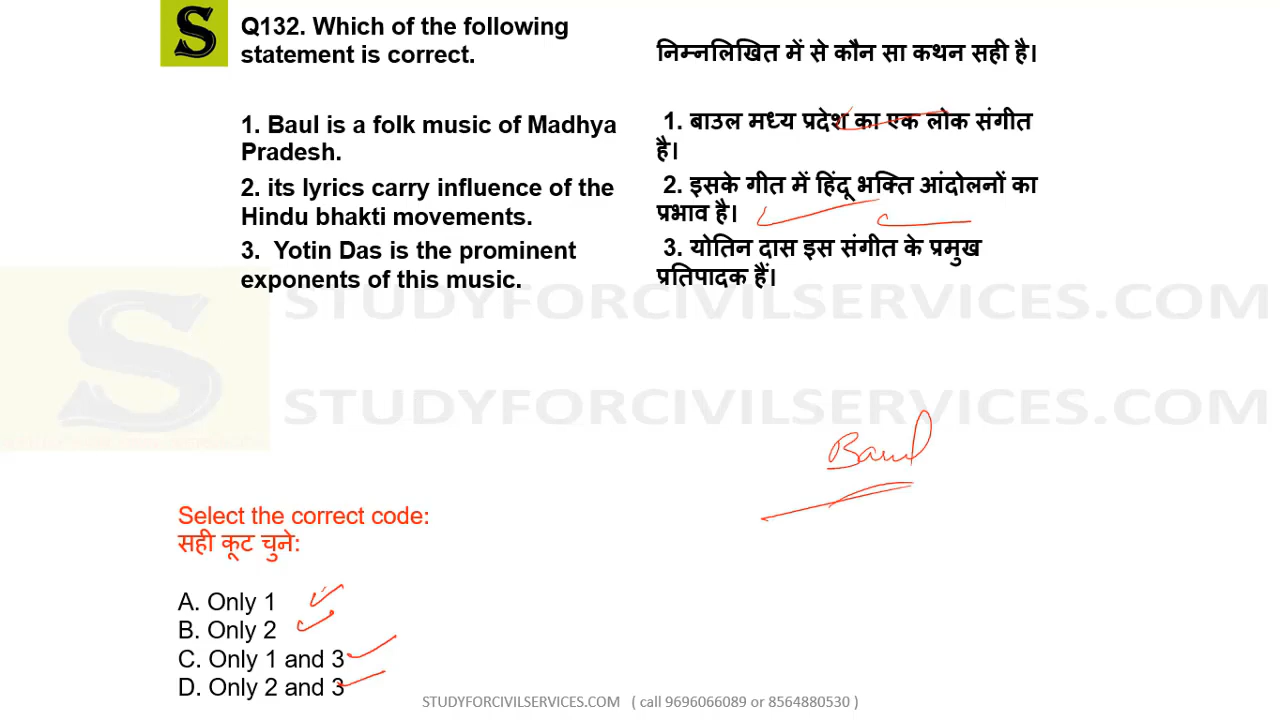 S
Q132. Which of the following
statement is correct.
1. Baul is a folk music of Madhya
Pradesh.
2. its lyrics carry influence of the
Hindu bhakti movements.
3. Yotin Das is the prominent
exponents of this music.
निम्नलिखित में से कौन सा कथन सही है।
1. बाउल मध्य प्रदेश का एक लोक संगीत
है।
2. इसके गीत में हिंदू भक्ति आंदोलनों का
प्रभाव है।
3. योतिन दास इस संगीत के प्रमुख
प्रतिपादक हैं।
S
STUDYFORCIVILSERVICES.COM
STUDYFORCIVILSERVICES.COM
Baul
Select the correct code:
सही कूट चुने:
A. Only 1
B. Only 2
C. Only 1 and 3
D. Only 2 and 3
STUDYFORCIVILSERVICES.COM ( call 9696066089 or 8564880530 )